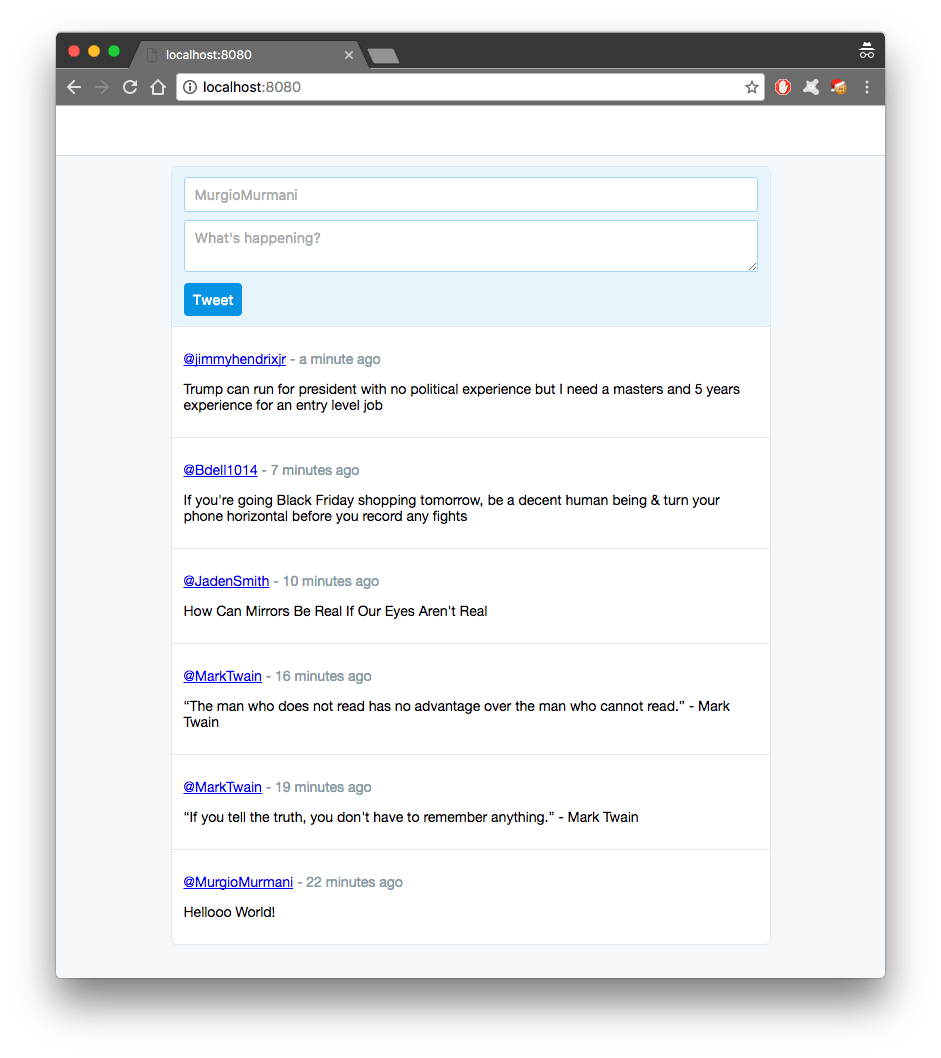 localhost:8080
localhost:8080
MurgioMurmani
What's happening?
Tweet
@jimmyhendrixjr - a minute ago
Trump can run for president with no political experience but I need a masters and 5 years
experience for an entry level job
@Bdell1014 - 7 minutes ago
If you're going Black Friday shopping tomorrow, be a decent human being & turn your
phone horizontal before you record any fights
@JadenSmith - 10 minutes ago
How Can Mirrors Be Real If Our Eyes Aren't Real
@MarkTwain - 16 minutes ago
“The man who does not read has no advantage over the man who cannot read.” - Mark
Twain
@MarkTwain - 19 minutes ago
“If you tell the truth, you don't have to remember anything.” - Mark Twain
@MurgioMurmani - 22 minutes ago
Hellooo World!